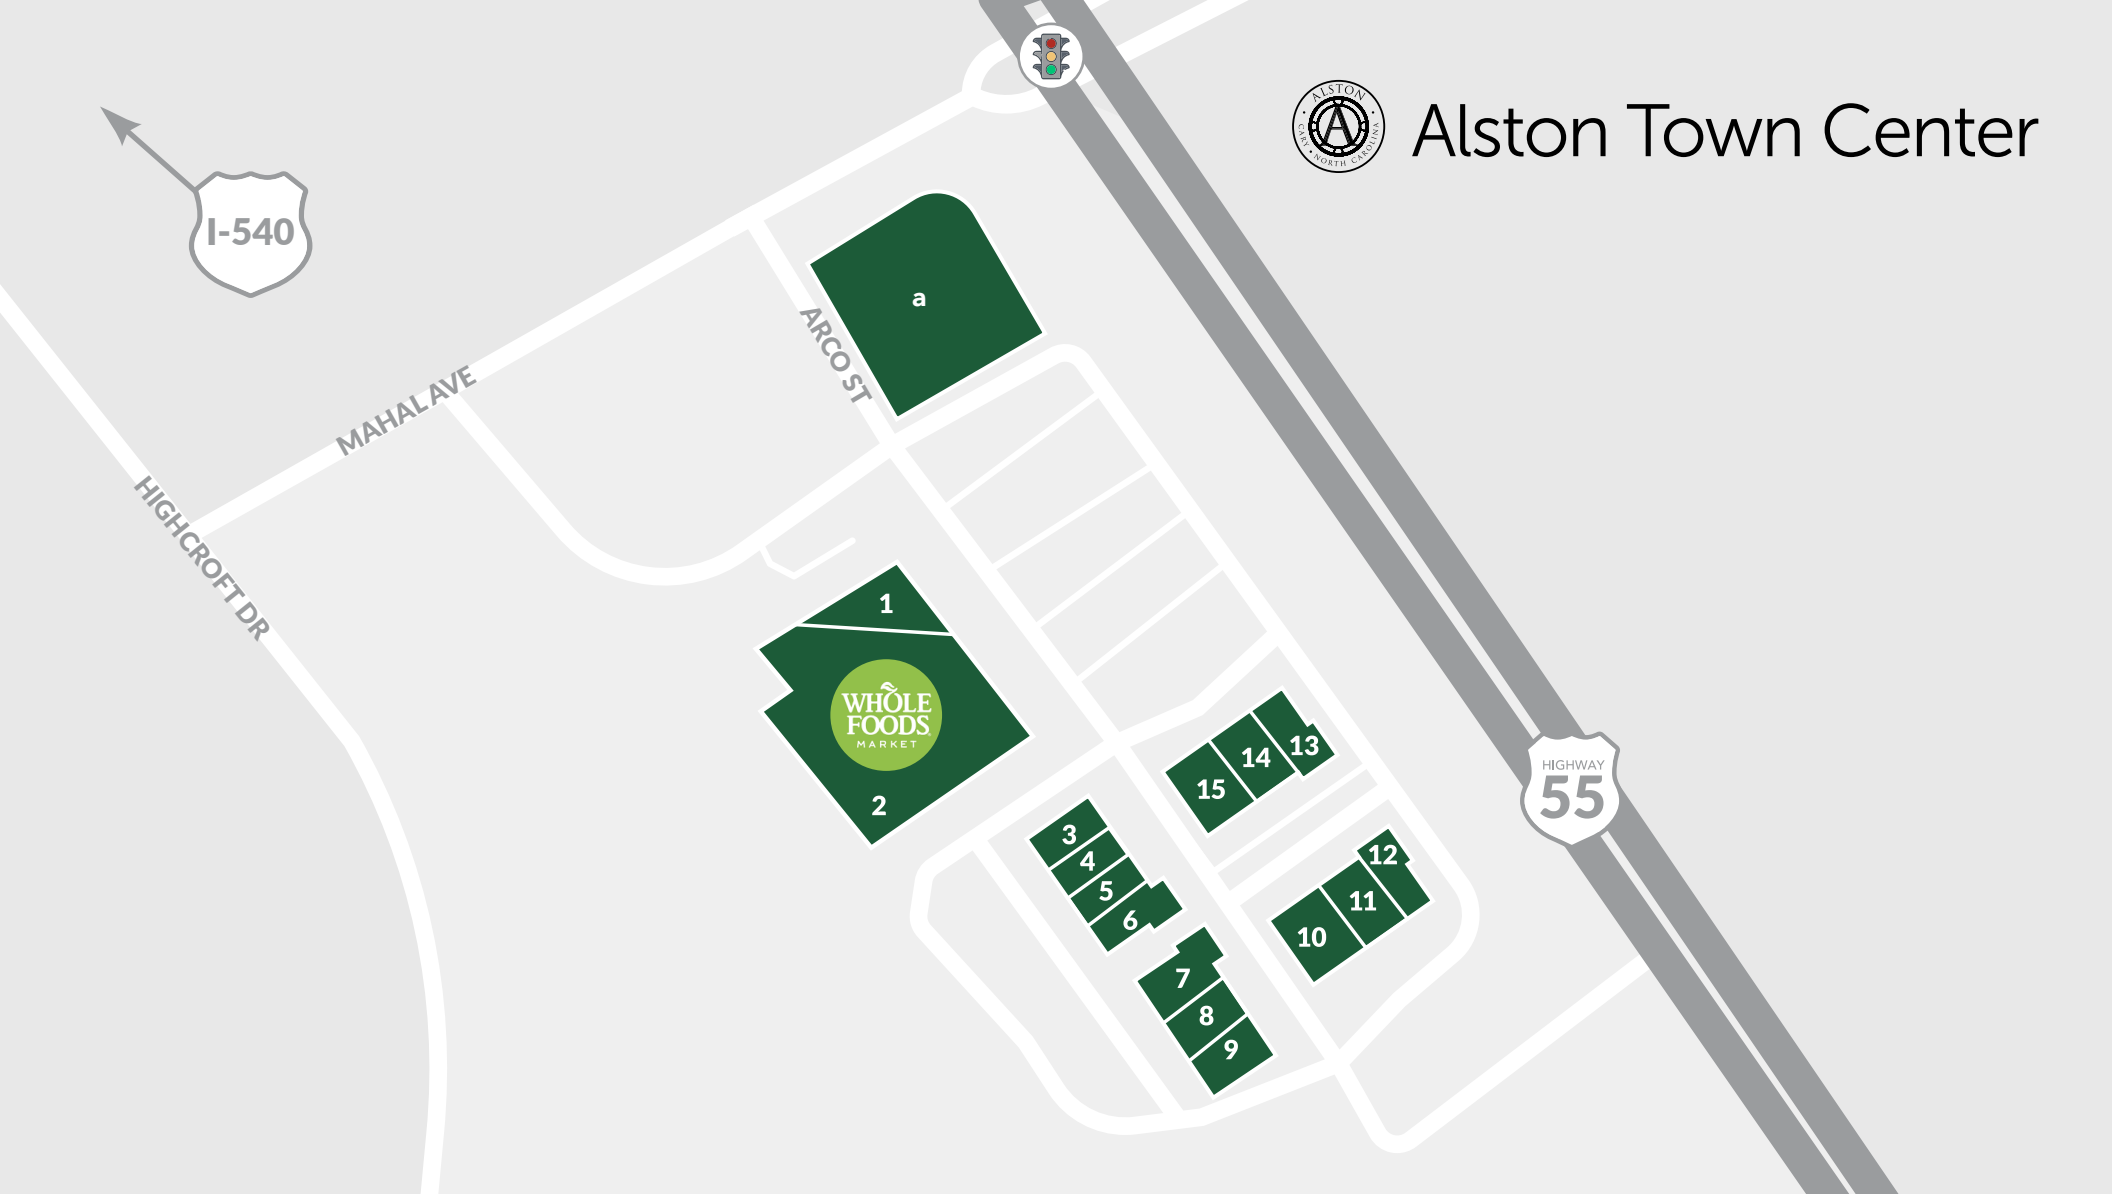 ALSTON
CARY • NORTH CAROLINA
A
Alston Town Center
I-540
a
ARCO ST
MAHAL AVE
HIGHCROFT DR
1
WHOLE
FOODS
MARKET
2
HIGHWAY
55
13
14
15
3
4
5
6
12
11
10
7
8
9